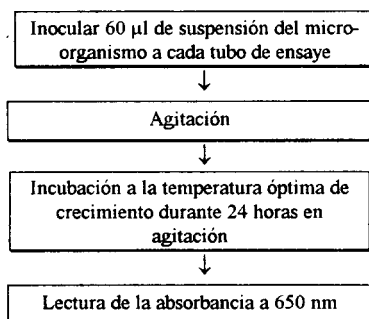 Inocular 60 µl de suspensión del micro-
organismo a cada tubo de ensaye
Agitación
Incubación a la temperatura óptima de
crecimiento durante 24 horas en
agitación
Lectura de la absorbancia a 650 nm